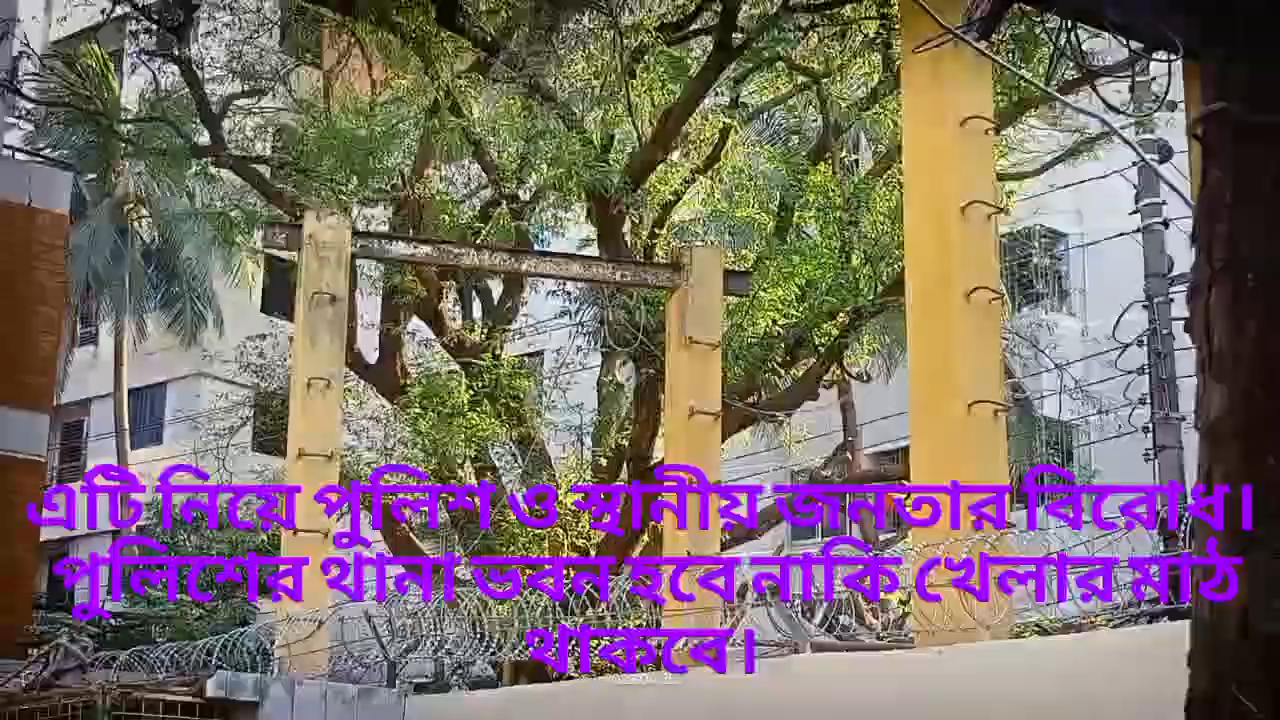 এটি নিয়ে পুলিশ ও স্থানীয় জনতার বিরোধ।
পুলিশের থানা ভবন হবে নাকি খেলার মাঠ
থাকবে।